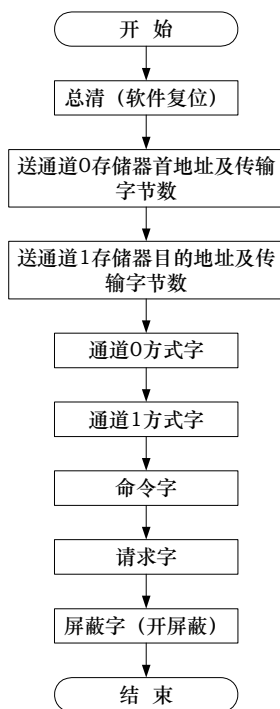 开 始
总清（软件复位）
送通道0存储器首地址及传输
字节数
送通道1存储器目的地址及传
输字节数
通道0方式字
通道1方式字
命令字
请求字
屏蔽字（开屏蔽）
结 束